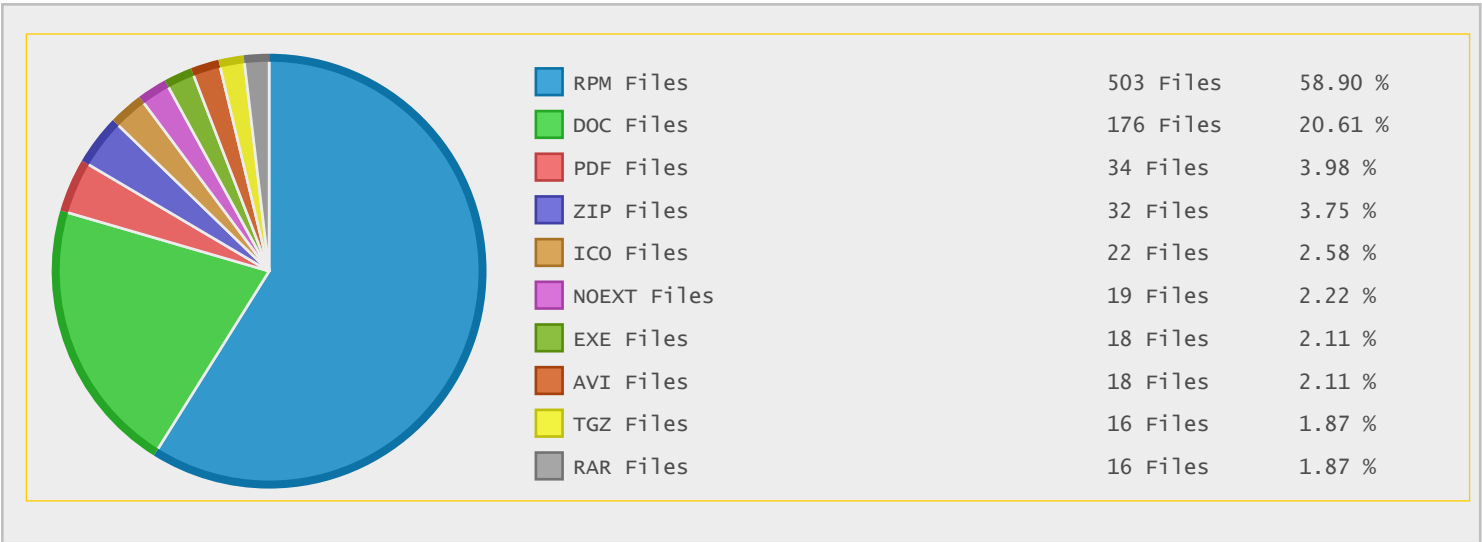 RPM Files 503 Files 58.90 %
DOC Files 176 Files 20.61 %
PDF Files 34 Files 3.98 %
ZIP Files 32 Files 3.75 %
ICO Files 22 Files 2.58 %
NOEXT Files 19 Files 2.22 %
EXE Files 18 Files 2.11 %
AVI Files 18 Files 2.11 %
TGZ Files 16 Files 1.87 %
RAR Files 16 Files 1.87 %